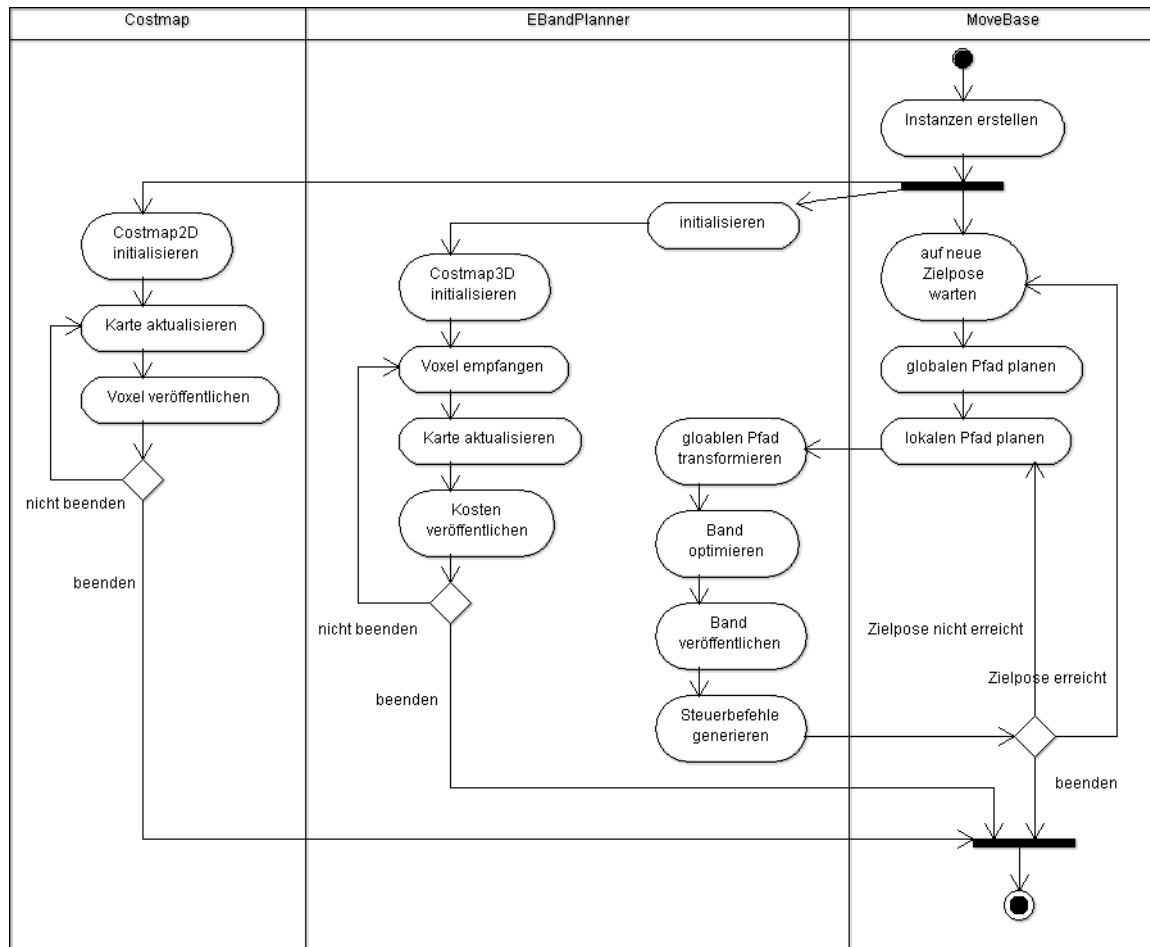 Costmap
EBandPlanner
MoveBase
Instanzen erstellen
Costmap2D
initialisieren
Karte aktualisieren
Voxel veröffentlichen
nicht beenden
beenden
initialisieren
Costmap3D
initialisieren
Voxel empfangen
Karte aktualisieren
Kosten
veröffentlichen
nicht beenden
beenden
gloablen Pfad
transformieren
Band
optimieren
Band
veröffentlichen
Steuerbefehle
generieren
auf neue
Zielpose
warten
globalen Pfad planen
lokalen Pfad planen
Zielpose nicht erreicht
Zielpose erreicht
beenden